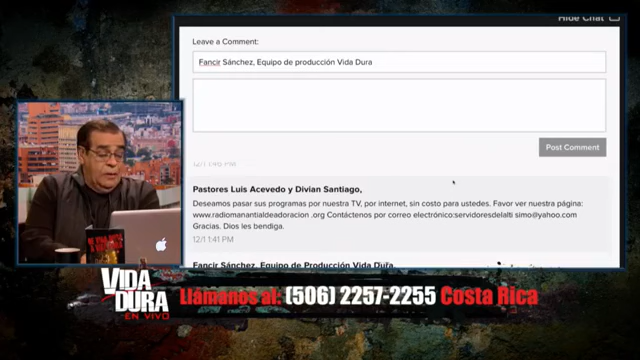 Hide Chat
Leave a Comment:
Fancir Sánchez, Equipo de producción Vida Dura
Post Comment
Pastores Luis Acevedo y Divian Santiago,
Deseamos pasar sus programas por nuestra TV, por internet, sin costo para ustedes. Favor ver nuestra página:
www.radiomanantialdeadoracion .org Contáctenos por correo electrónico:servidoresdelalti simo@yahoo.com
Gracias. Dios les bendiga.
12/1 1:41 PM
Fancir Sánchez, Equipo de Producción Vida Dura,
VIDA
DURA
EN VIVO
Llámanos al: (506) 2257-2255 Costa Rica